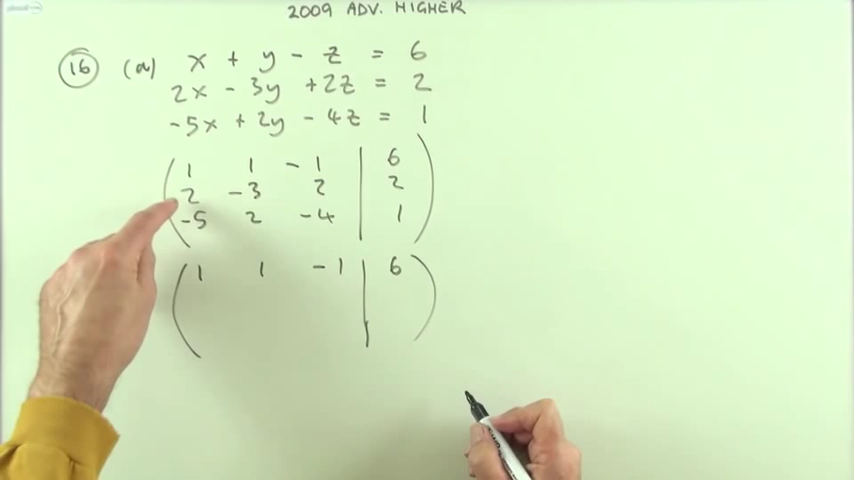 2009 ADV. HIGHER
16 (a) x + y - z = 6
2x - 3y + 2z = 2
-5x + 2y - 4z = 1
1 1 -1 6
2 -3 2 2
-5 2 -4 1
1 1 -1 6